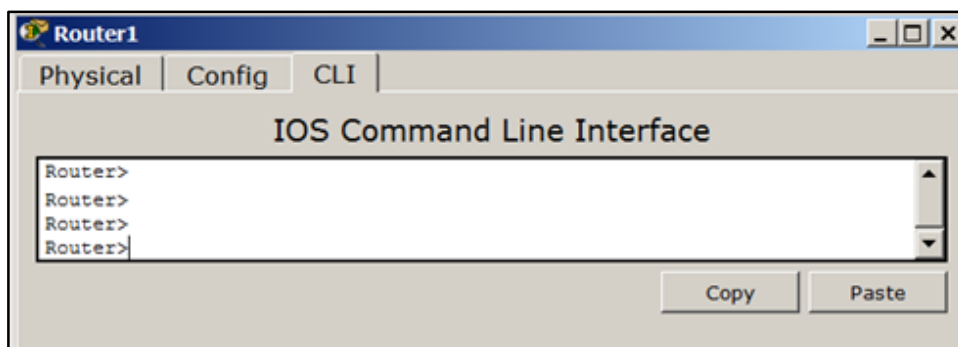 Router1
Physical Config CLI
IOS Command Line Interface
Router>
Router>
Router>
Router>
Copy Paste